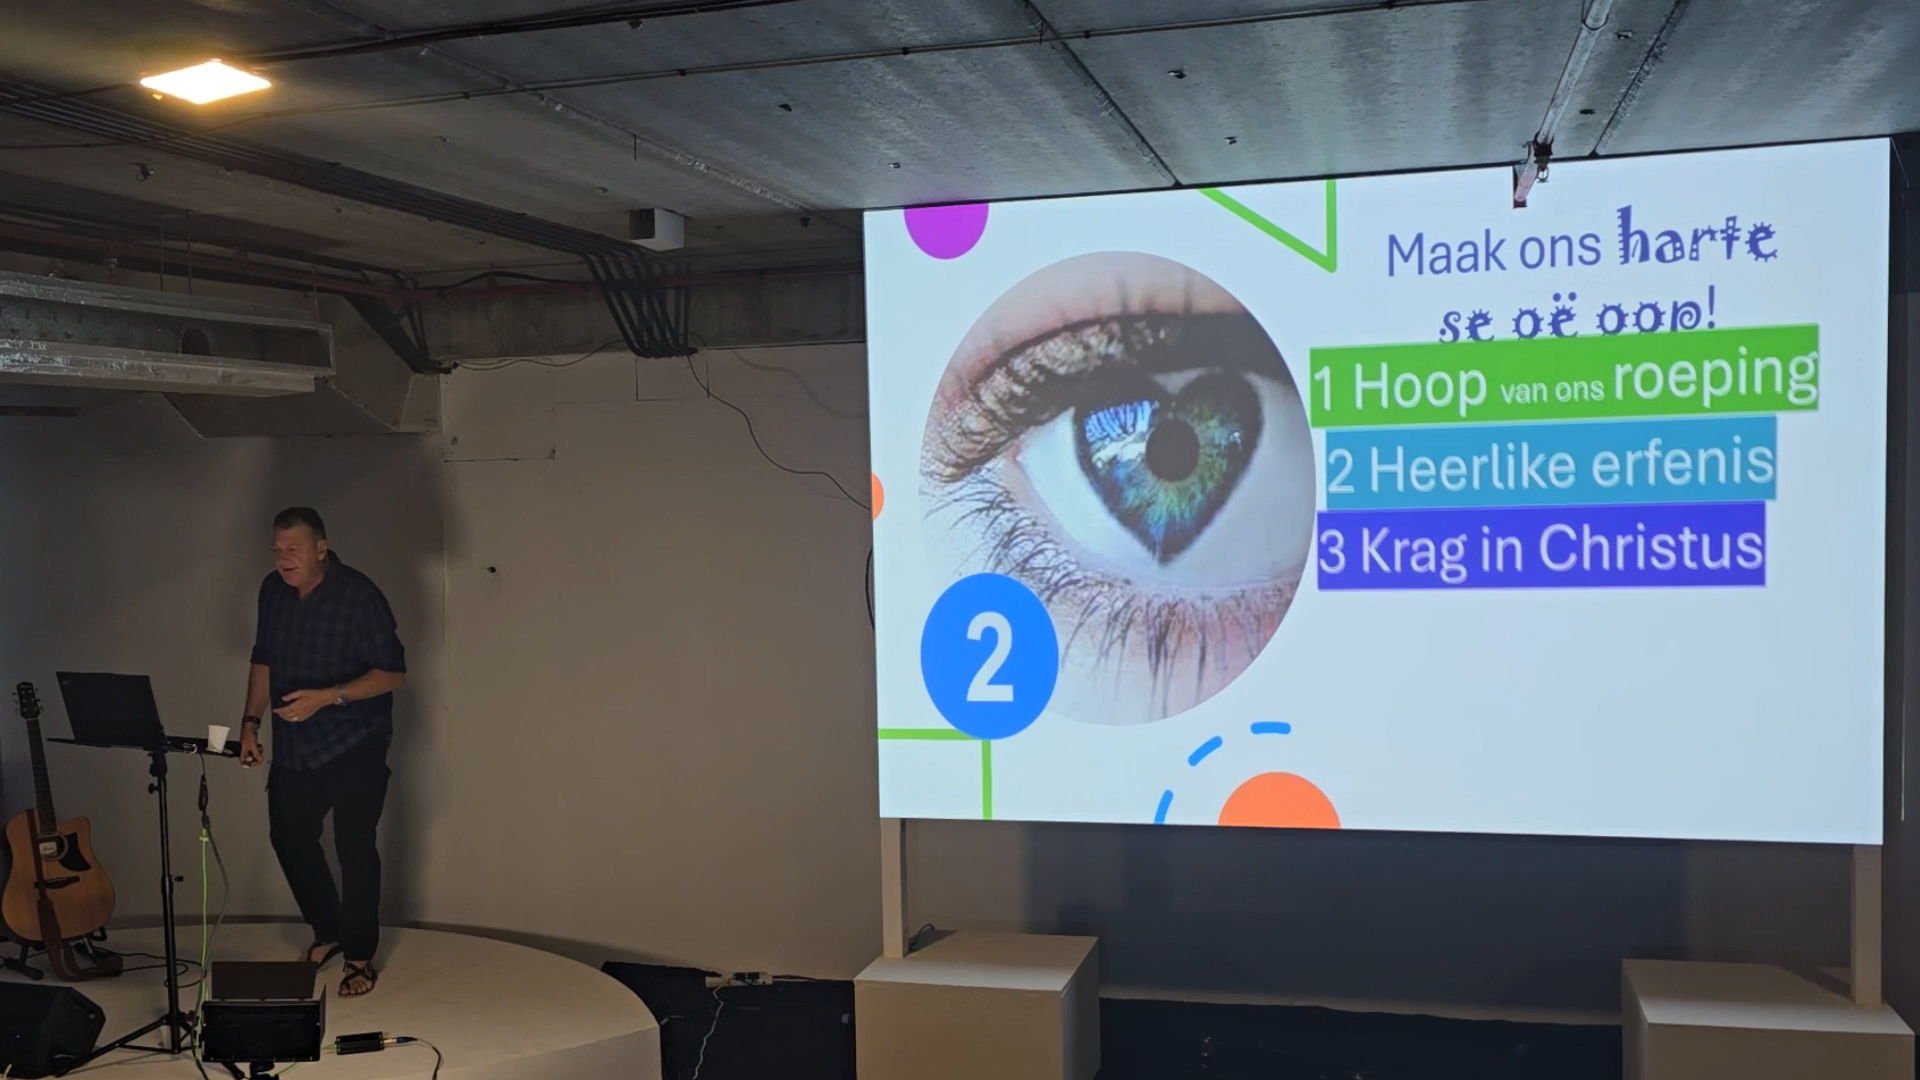 Maak ons harte
se oë oop!
1 Hoop van ons roeping
2 Heerlike erfenis
3 Krag in Christus
2